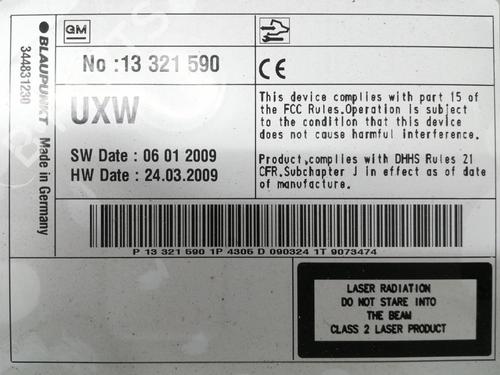 BLAUPUNKT Made in Germany
344831230
GM
No :13 321 590
UXW
SW Date : 06 01 2009
HW Date : 24.03.2009
CE
This device complies with part 15 of
the FCC Rules.Operation is subject
to the condition that this device
does not cause harmful interference.
Product,complies with DHHS Rules 21
CFR,Subchapter J in effect as of date
of manufacture.
P 13 321 590 1P 4305 D 090324 1T 9073474
LASER RADIATION
DO NOT STARE INTO
THE BEAM
CLASS 2 LASER PRODUCT